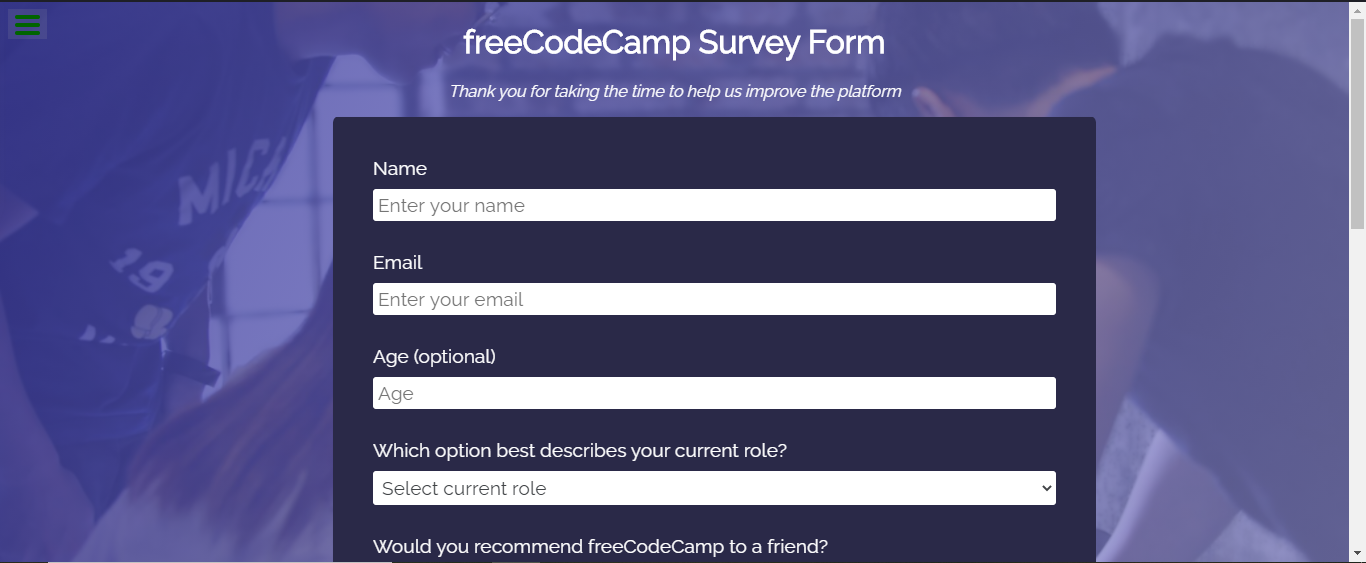 freeCodeCamp Survey Form
Thank you for taking the time to help us improve the platform
MICH
19
Name
Enter your name
Email
Enter your email
Age (optional)
Age
Which option best describes your current role?
Select current role
Would you recommend freeCodeCamp to a friend?